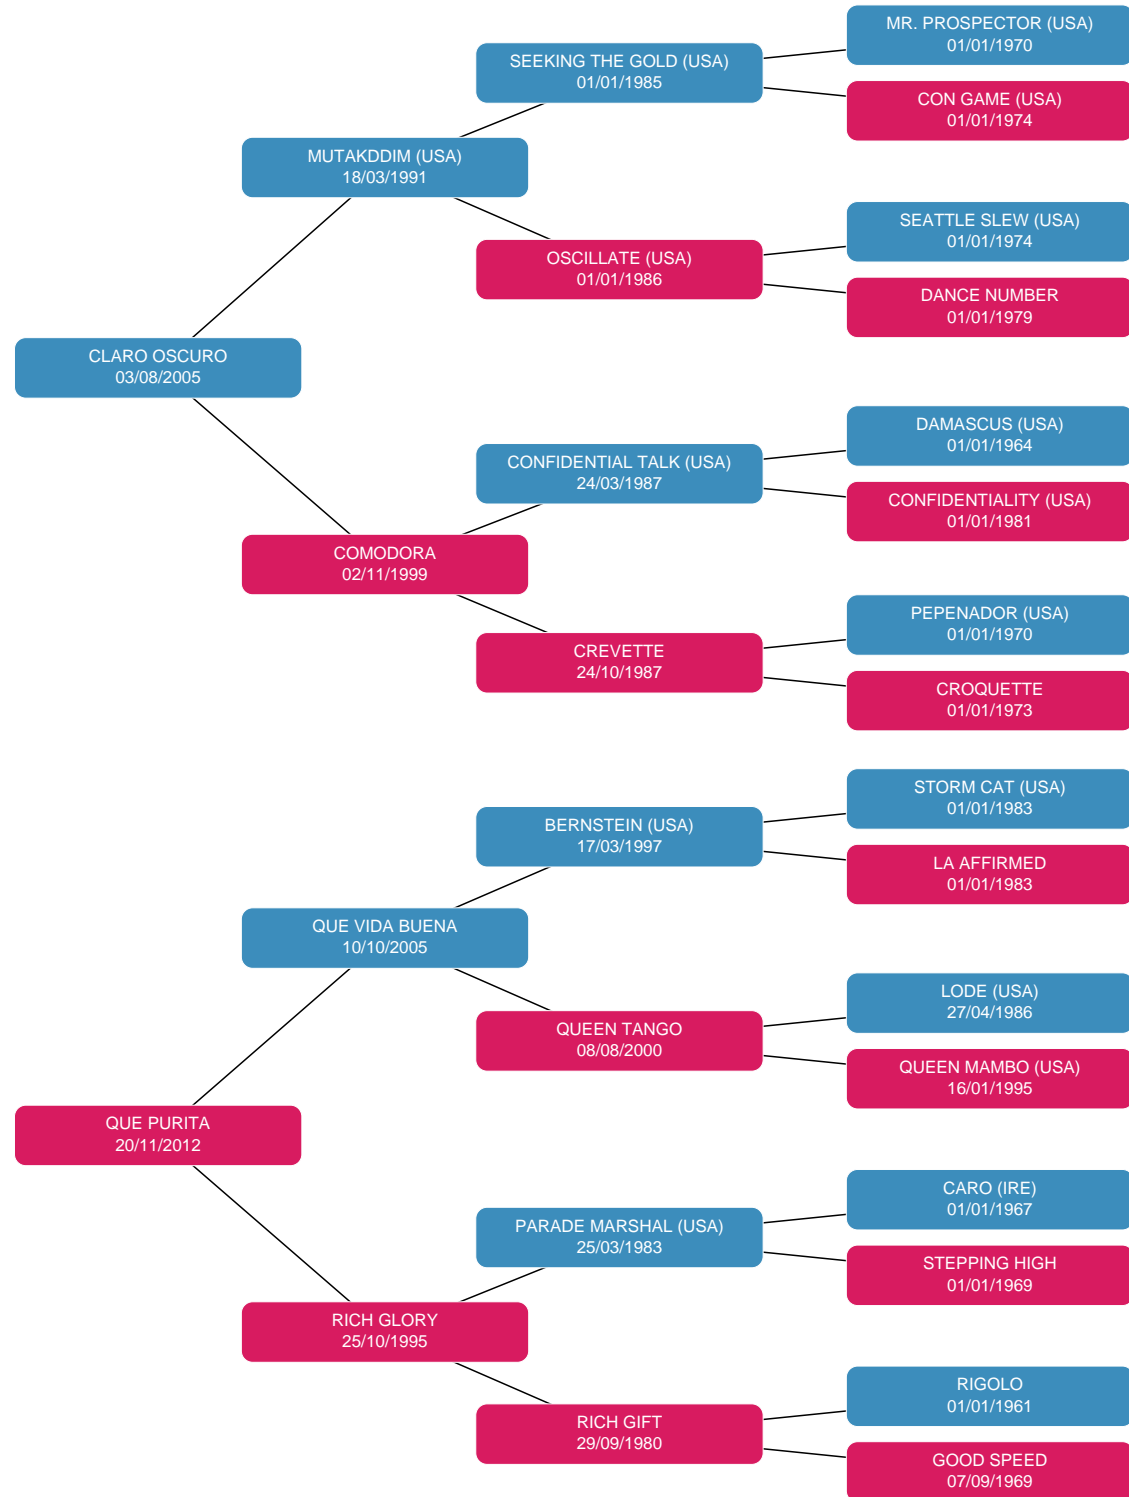 MR. PROSPECTOR (USA)
01/01/1970
SEEKING THE GOLD (USA)
01/01/1985
CON GAME (USA)
01/01/1974
MUTAKDDIM (USA)
18/03/1991
SEATTLE SLEW (USA)
01/01/1974
OSCILLATE (USA)
01/01/1986
DANCE NUMBER
01/01/1979
CLARO OSCURO
03/08/2005
DAMASCUS (USA)
01/01/1964
CONFIDENTIAL TALK (USA)
24/03/1987
CONFIDENTIALITY (USA)
01/01/1981
COMODORA
02/11/1999
PEPENADOR (USA)
01/01/1970
CREVETTE
24/10/1987
CROQUETTE
01/01/1973
STORM CAT (USA)
01/01/1983
BERNSTEIN (USA)
17/03/1997
LA AFFIRMED
01/01/1983
QUE VIDA BUENA
10/10/2005
LODE (USA)
27/04/1986
QUEEN TANGO
08/08/2000
QUEEN MAMBO (USA)
16/01/1995
QUE PURITA
20/11/2012
CARO (IRE)
01/01/1967
PARADE MARSHAL (USA)
25/03/1983
STEPPING HIGH
01/01/1969
RICH GLORY
25/10/1995
RIGOLO
01/01/1961
RICH GIFT
29/09/1980
GOOD SPEED
07/09/1969